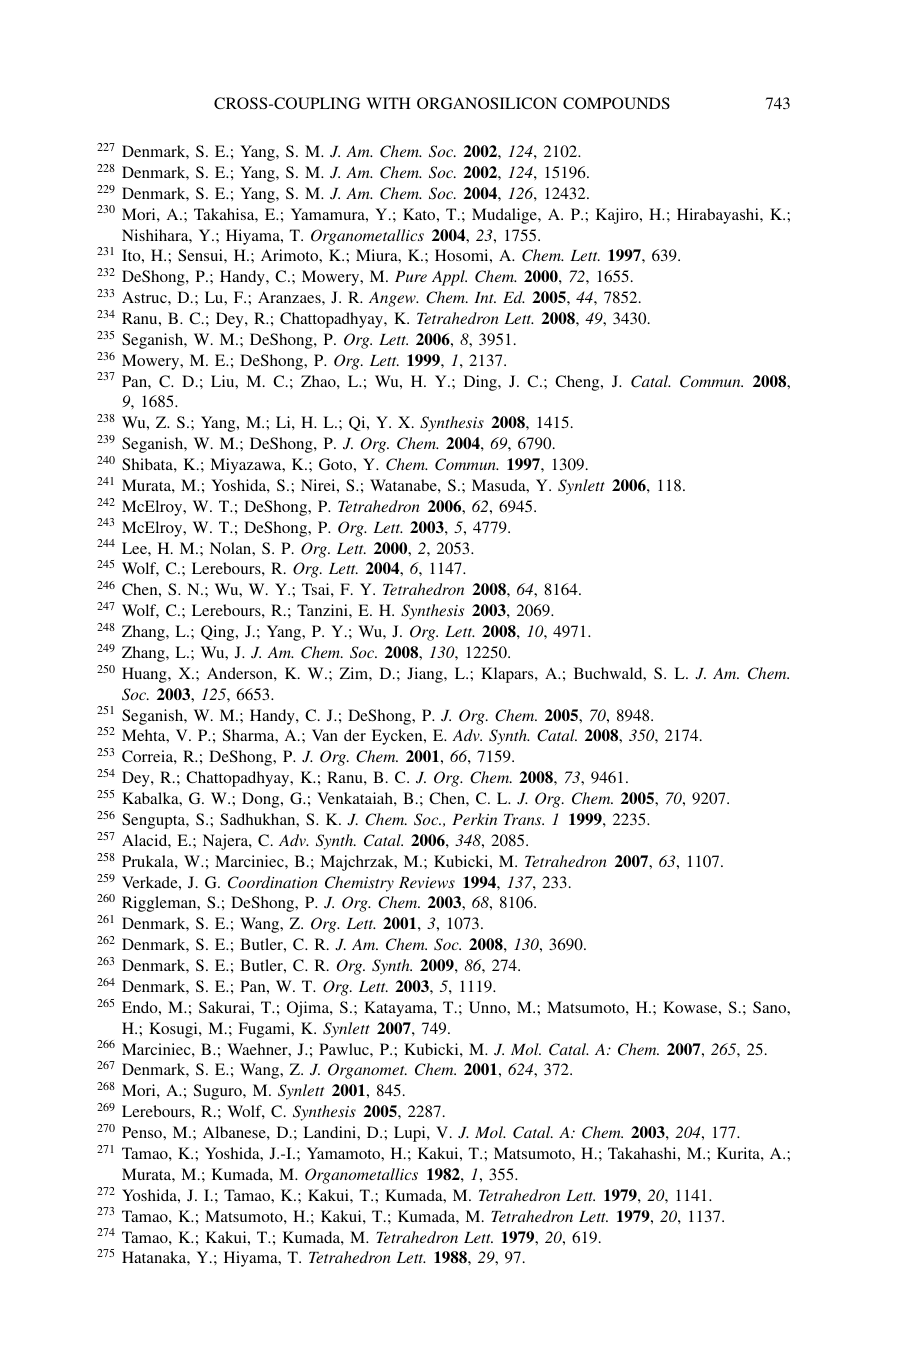 CROSS-COUPLING WITH ORGANOSILICON COMPOUNDS 743
227 Denmark, S. E.; Yang, S. M. J. Am. Chem. Soc. 2002, 124, 2102.
228 Denmark, S. E.; Yang, S. M. J. Am. Chem. Soc. 2002, 124, 15196.
229 Denmark, S. E.; Yang, S. M. J. Am. Chem. Soc. 2004, 126, 12432.
230 Mori, A.; Takahisa, E.; Yamamura, Y.; Kato, T.; Mudalige, A. P.; Kajiro, H.; Hirabayashi, K.;
Nishihara, Y.; Hiyama, T. Organometallics 2004, 23, 1755.
231 Ito, H.; Sensui, H.; Arimoto, K.; Miura, K.; Hosomi, A. Chem. Lett. 1997, 639.
232 DeShong, P.; Handy, C.; Mowery, M. Pure Appl. Chem. 2000, 72, 1655.
233 Astruc, D.; Lu, F.; Aranzaes, J. R. Angew. Chem. Int. Ed. 2005, 44, 7852.
234 Ranu, B. C.; Dey, R.; Chattopadhyay, K. Tetrahedron Lett. 2008, 49, 3430.
235 Seganish, W. M.; DeShong, P. Org. Lett. 2006, 8, 3951.
236 Mowery, M. E.; DeShong, P. Org. Lett. 1999, 1, 2137.
237 Pan, C. D.; Liu, M. C.; Zhao, L.; Wu, H. Y.; Ding, J. C.; Cheng, J. Catal. Commun. 2008,
9, 1685.
238 Wu, Z. S.; Yang, M.; Li, H. L.; Qi, Y. X. Synthesis 2008, 1415.
239 Seganish, W. M.; DeShong, P. J. Org. Chem. 2004, 69, 6790.
240 Shibata, K.; Miyazawa, K.; Goto, Y. Chem. Commun. 1997, 1309.
241 Murata, M.; Yoshida, S.; Nirei, S.; Watanabe, S.; Masuda, Y. Synlett 2006, 118.
242 McElroy, W. T.; DeShong, P. Tetrahedron 2006, 62, 6945.
243 McElroy, W. T.; DeShong, P. Org. Lett. 2003, 5, 4779.
244 Lee, H. M.; Nolan, S. P. Org. Lett. 2000, 2, 2053.
245 Wolf, C.; Lerebours, R. Org. Lett. 2004, 6, 1147.
246 Chen, S. N.; Wu, W. Y.; Tsai, F. Y. Tetrahedron 2008, 64, 8164.
247 Wolf, C.; Lerebours, R.; Tanzini, E. H. Synthesis 2003, 2069.
248 Zhang, L.; Qing, J.; Yang, P. Y.; Wu, J. Org. Lett. 2008, 10, 4971.
249 Zhang, L.; Wu, J. J. Am. Chem. Soc. 2008, 130, 12250.
250 Huang, X.; Anderson, K. W.; Zim, D.; Jiang, L.; Klapars, A.; Buchwald, S. L. J. Am. Chem.
Soc. 2003, 125, 6653.
251 Seganish, W. M.; Handy, C. J.; DeShong, P. J. Org. Chem. 2005, 70, 8948.
252 Mehta, V. P.; Sharma, A.; Van der Eycken, E. Adv. Synth. Catal. 2008, 350, 2174.
253 Correia, R.; DeShong, P. J. Org. Chem. 2001, 66, 7159.
254 Dey, R.; Chattopadhyay, K.; Ranu, B. C. J. Org. Chem. 2008, 73, 9461.
255 Kabalka, G. W.; Dong, G.; Venkataiah, B.; Chen, C. L. J. Org. Chem. 2005, 70, 9207.
256 Sengupta, S.; Sadhukhan, S. K. J. Chem. Soc., Perkin Trans. 1 1999, 2235.
257 Alacid, E.; Najera, C. Adv. Synth. Catal. 2006, 348, 2085.
258 Prukala, W.; Marciniec, B.; Majchrzak, M.; Kubicki, M. Tetrahedron 2007, 63, 1107.
259 Verkade, J. G. Coordination Chemistry Reviews 1994, 137, 233.
260 Riggleman, S.; DeShong, P. J. Org. Chem. 2003, 68, 8106.
261 Denmark, S. E.; Wang, Z. Org. Lett. 2001, 3, 1073.
262 Denmark, S. E.; Butler, C. R. J. Am. Chem. Soc. 2008, 130, 3690.
263 Denmark, S. E.; Butler, C. R. Org. Synth. 2009, 86, 274.
264 Denmark, S. E.; Pan, W. T. Org. Lett. 2003, 5, 1119.
265 Endo, M.; Sakurai, T.; Ojima, S.; Katayama, T.; Unno, M.; Matsumoto, H.; Kowase, S.; Sano,
H.; Kosugi, M.; Fugami, K. Synlett 2007, 749.
266 Marciniec, B.; Waehner, J.; Pawluc, P.; Kubicki, M. J. Mol. Catal. A: Chem. 2007, 265, 25.
267 Denmark, S. E.; Wang, Z. J. Organomet. Chem. 2001, 624, 372.
268 Mori, A.; Suguro, M. Synlett 2001, 845.
269 Lerebours, R.; Wolf, C. Synthesis 2005, 2287.
270 Penso, M.; Albanese, D.; Landini, D.; Lupi, V. J. Mol. Catal. A: Chem. 2003, 204, 177.
271 Tamao, K.; Yoshida, J.-I.; Yamamoto, H.; Kakui, T.; Matsumoto, H.; Takahashi, M.; Kurita, A.;
Murata, M.; Kumada, M. Organometallics 1982, 1, 355.
272 Yoshida, J. I.; Tamao, K.; Kakui, T.; Kumada, M. Tetrahedron Lett. 1979, 20, 1141.
273 Tamao, K.; Matsumoto, H.; Kakui, T.; Kumada, M. Tetrahedron Lett. 1979, 20, 1137.
274 Tamao, K.; Kakui, T.; Kumada, M. Tetrahedron Lett. 1979, 20, 619.
275 Hatanaka, Y.; Hiyama, T. Tetrahedron Lett. 1988, 29, 97.